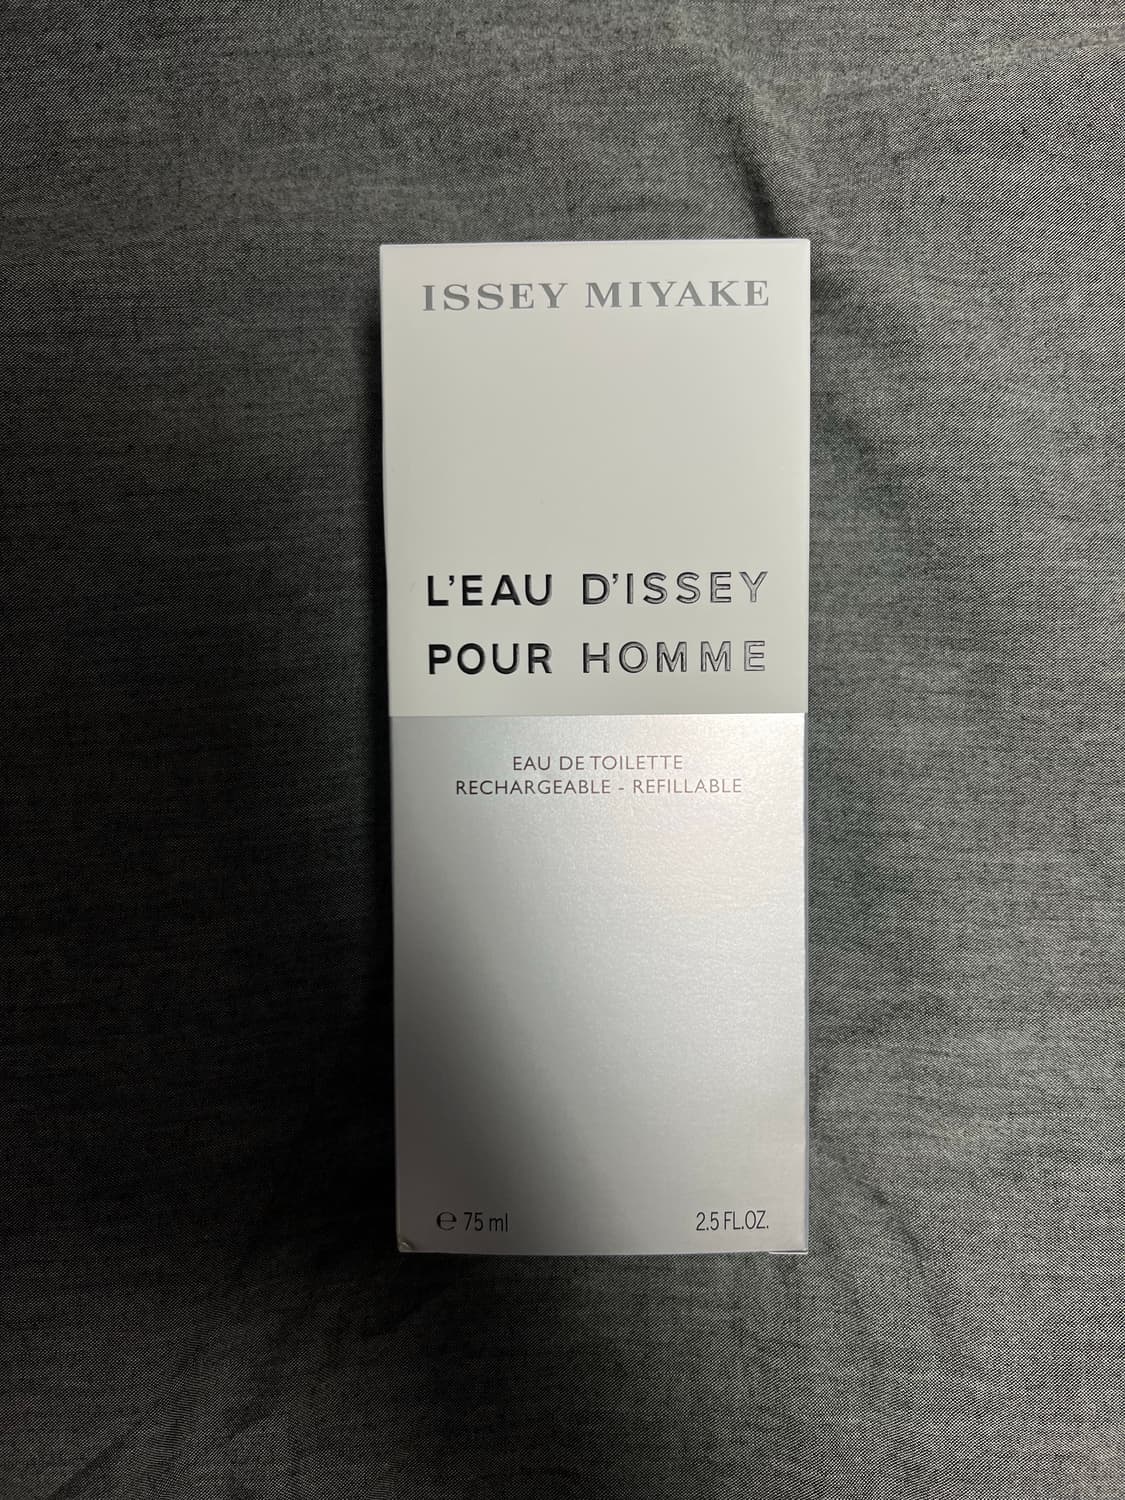 ISSEY MIYAKE
L'EAU D'ISSEY
POUR HOMME
EAU DE TOILETTE
RECHARGEABLE - REFILLABLE
℮ 75 ml 2.5 FL.OZ.